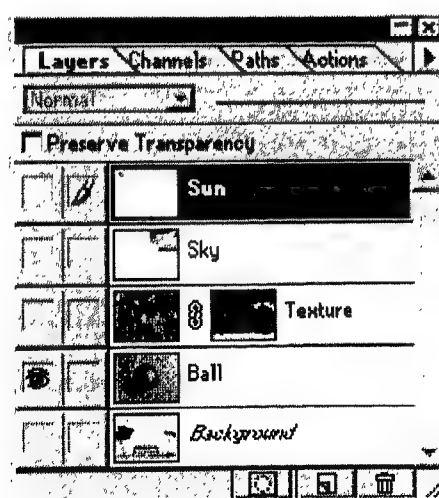 Layers Channels Paths Actions
Normal
Preserve Transparency
Sun
Sky
Texture
Ball
Background